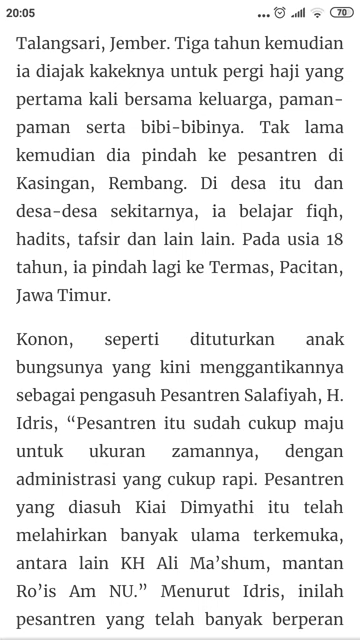 20:05 ... 70
Talangsari, Jember. Tiga tahun kemudian
ia diajak kakeknya untuk pergi haji yang
pertama kali bersama keluarga, paman-
paman serta bibi-bibinya. Tak lama
kemudian dia pindah ke pesantren di
Kasingan, Rembang. Di desa itu dan
desa-desa sekitarnya, ia belajar fiqh,
hadits, tafsir dan lain lain. Pada usia 18
tahun, ia pindah lagi ke Termas, Pacitan,
Jawa Timur.
Konon, seperti dituturkan anak
bungsunya yang kini menggantikannya
sebagai pengasuh Pesantren Salafiyah, H.
Idris, “Pesantren itu sudah cukup maju
untuk ukuran zamannya, dengan
administrasi yang cukup rapi. Pesantren
yang diasuh Kiai Dimyathi itu telah
melahirkan banyak ulama terkemuka,
antara lain KH Ali Ma’shum, mantan
Ro’is Am NU.” Menurut Idris, inilah
pesantren yang telah banyak berperan